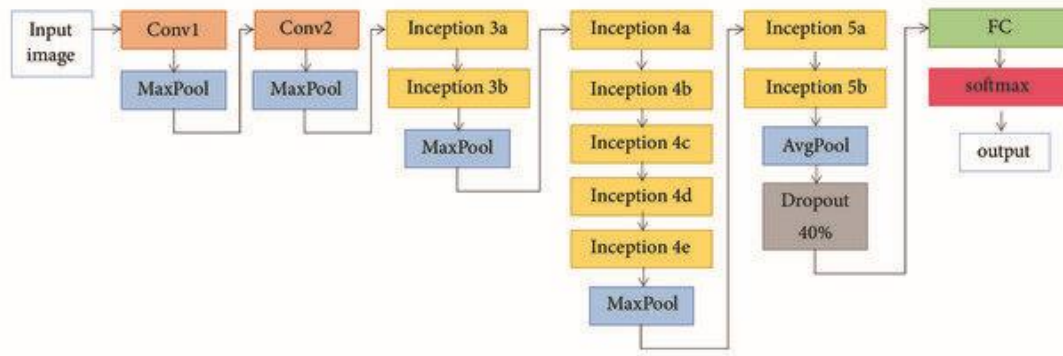 Input
image
Conv1
MaxPool
Conv2
MaxPool
Inception 3a
Inception 3b
MaxPool
Inception 4a
Inception 4b
Inception 4c
Inception 4d
Inception 4e
MaxPool
Inception 5a
Inception 5b
AvgPool
Dropout
40%
FC
softmax
output